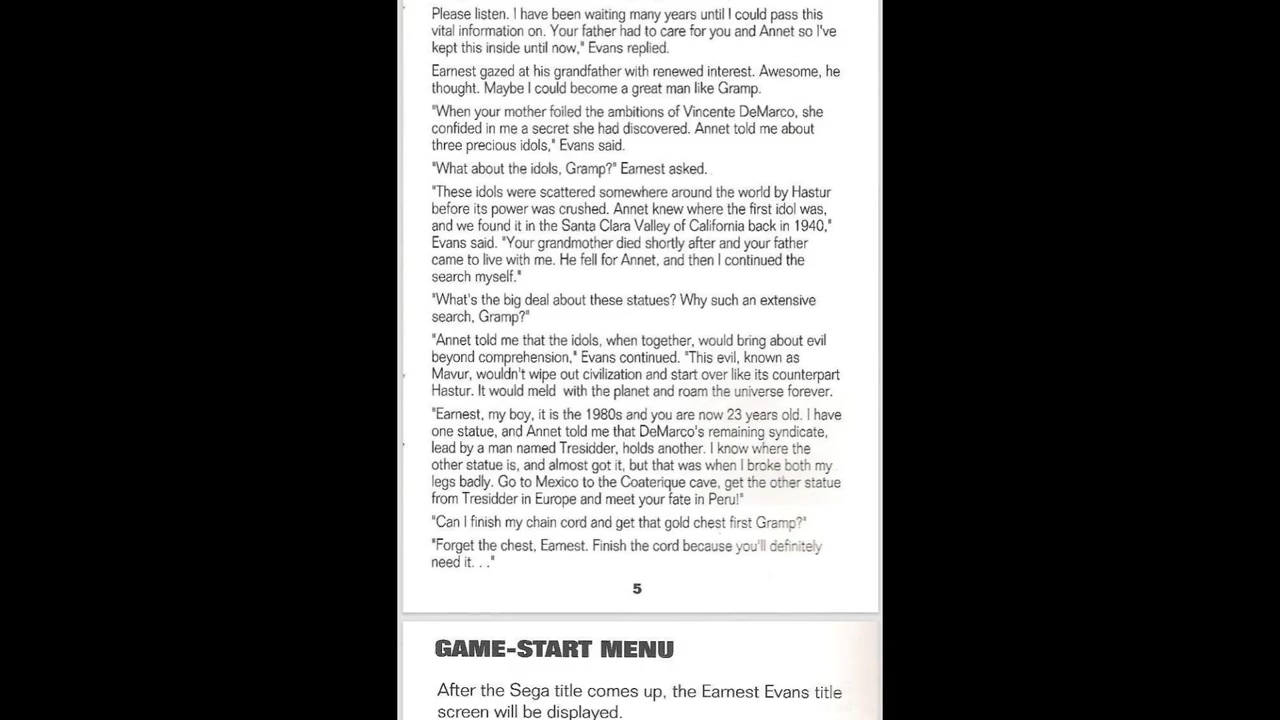 Please listen. I have been waiting many years until I could pass this
vital information on. Your father had to care for you and Annet so I've
kept this inside until now," Evans replied.
Earnest gazed at his grandfather with renewed interest. Awesome, he
thought. Maybe I could become a great man like Gramp.
"When your mother foiled the ambitions of Vincente DeMarco, she
confided in me a secret she had discovered. Annet told me about
three precious idols," Evans said.
"What about the idols, Gramp?" Earnest asked.
"These idols were scattered somewhere around the world by Hastur
before its power was crushed. Annet knew where the first idol was,
and we found it in the Santa Clara Valley of California back in 1940,"
Evans said. "Your grandmother died shortly after and your father
came to live with me. He fell for Annet, and then I continued the
search myself."
"What's the big deal about these statues? Why such an extensive
search, Gramp?"
"Annet told me that the idols, when together, would bring about evil
beyond comprehension," Evans continued. "This evil, known as
Mavur, wouldn't wipe out civilization and start over like its counterpart
Hastur. It would meld with the planet and roam the universe forever.
"Earnest, my boy, it is the 1980s and you are now 23 years old. I have
one statue, and Annet told me that DeMarco's remaining syndicate,
lead by a man named Tresidder, holds another. I know where the
other statue is, and almost got it, but that was when I broke both my
legs badly. Go to Mexico to the Coaterique cave, get the other statue
from Tresidder in Europe and meet your fate in Peru!"
"Can I finish my chain cord and get that gold chest first Gramp?"
"Forget the chest, Earnest. Finish the cord because you'll definitely
need it. . ."
5
GAME-START MENU
After the Sega title comes up, the Earnest Evans title
screen will be displayed.